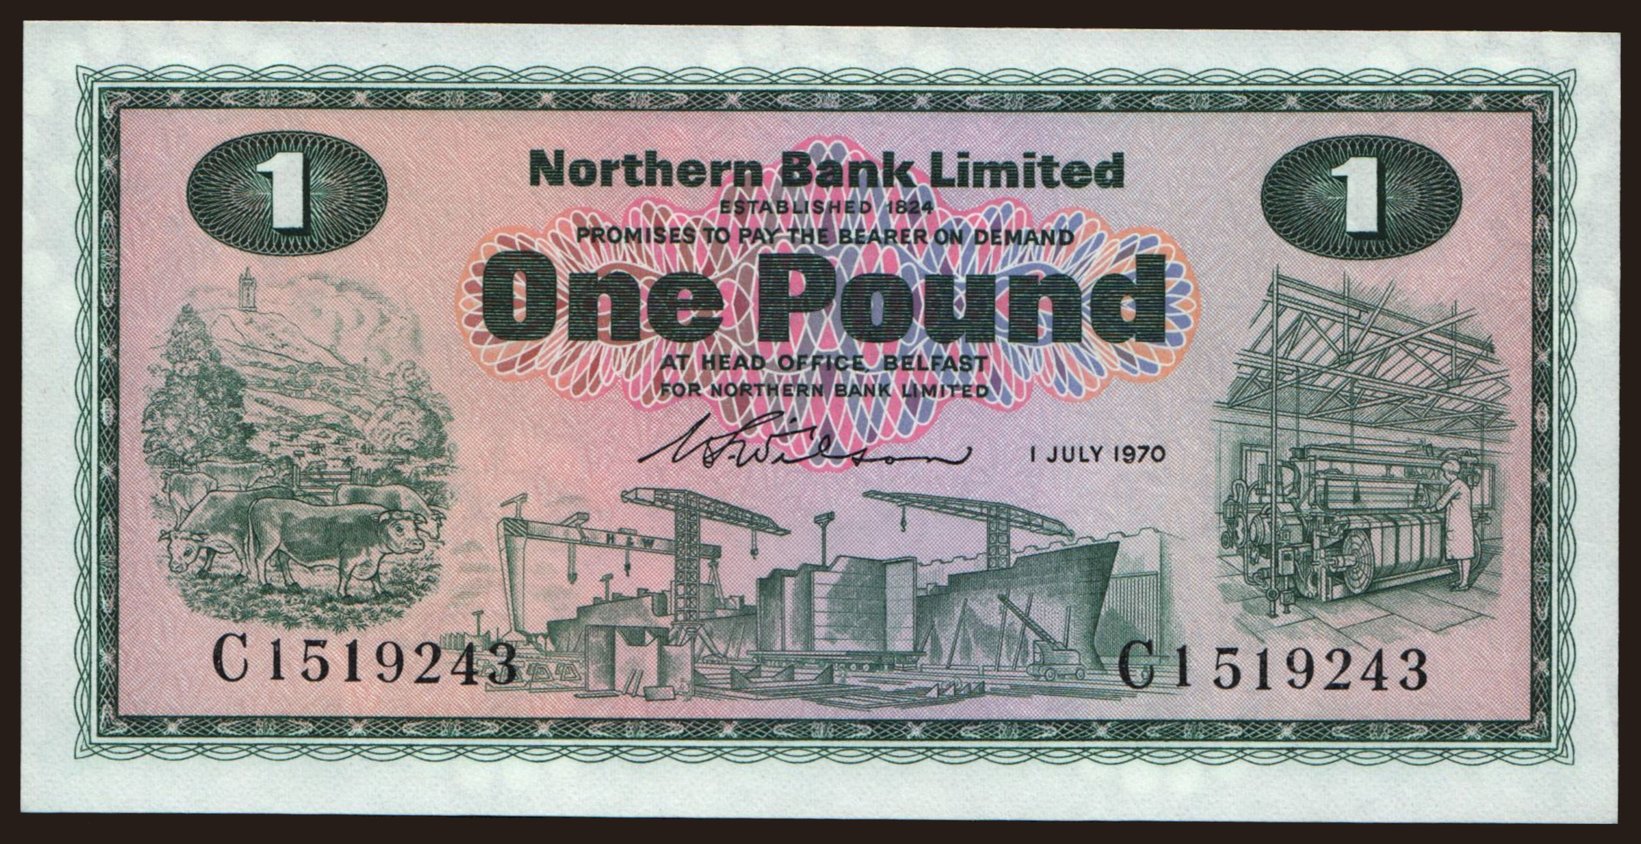 1
1
Northern Bank Limited
ESTABLISHED 1824
PROMISES TO PAY THE BEARER ON DEMAND
One Pound
AT HEAD OFFICE BELFAST
FOR NORTHERN BANK LIMITED
Wilson
1 JULY 1970
H & W
C1519243
C1519243